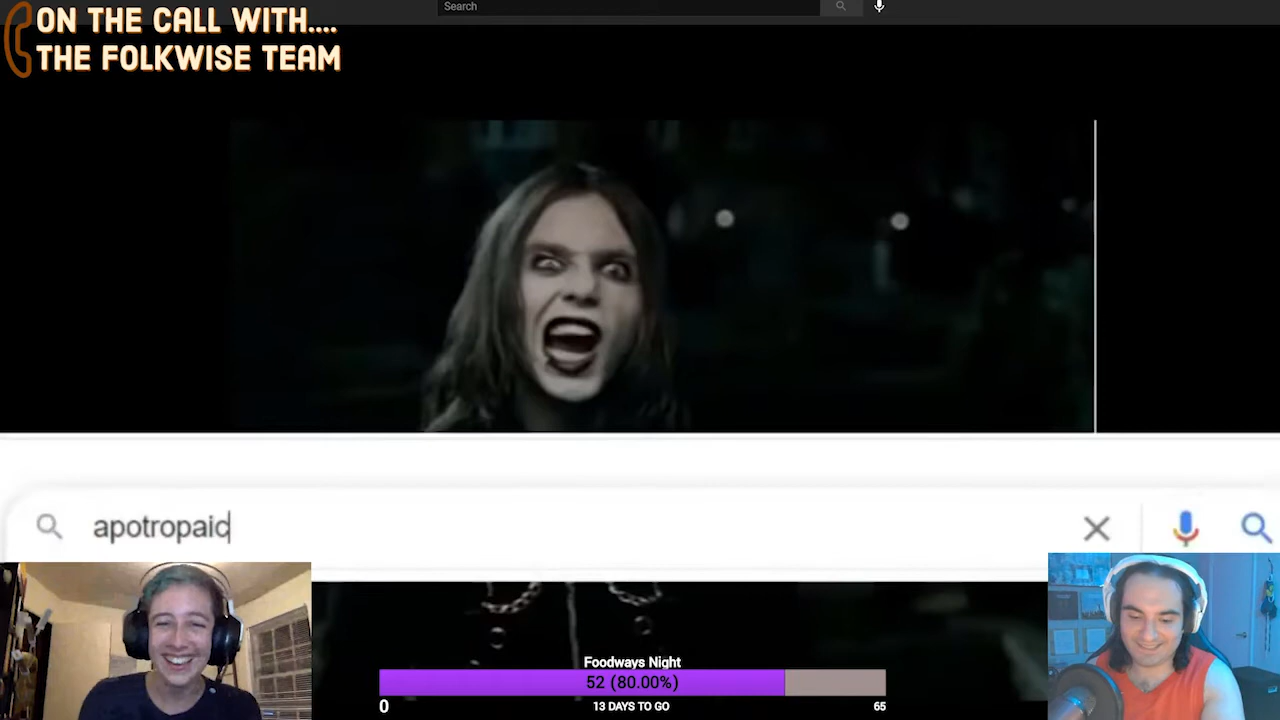 Search
ON THE CALL WITH....
THE FOLKWISE TEAM
apotropaic
Foodways Night
52 (80.00%)
0
13 DAYS TO GO
65